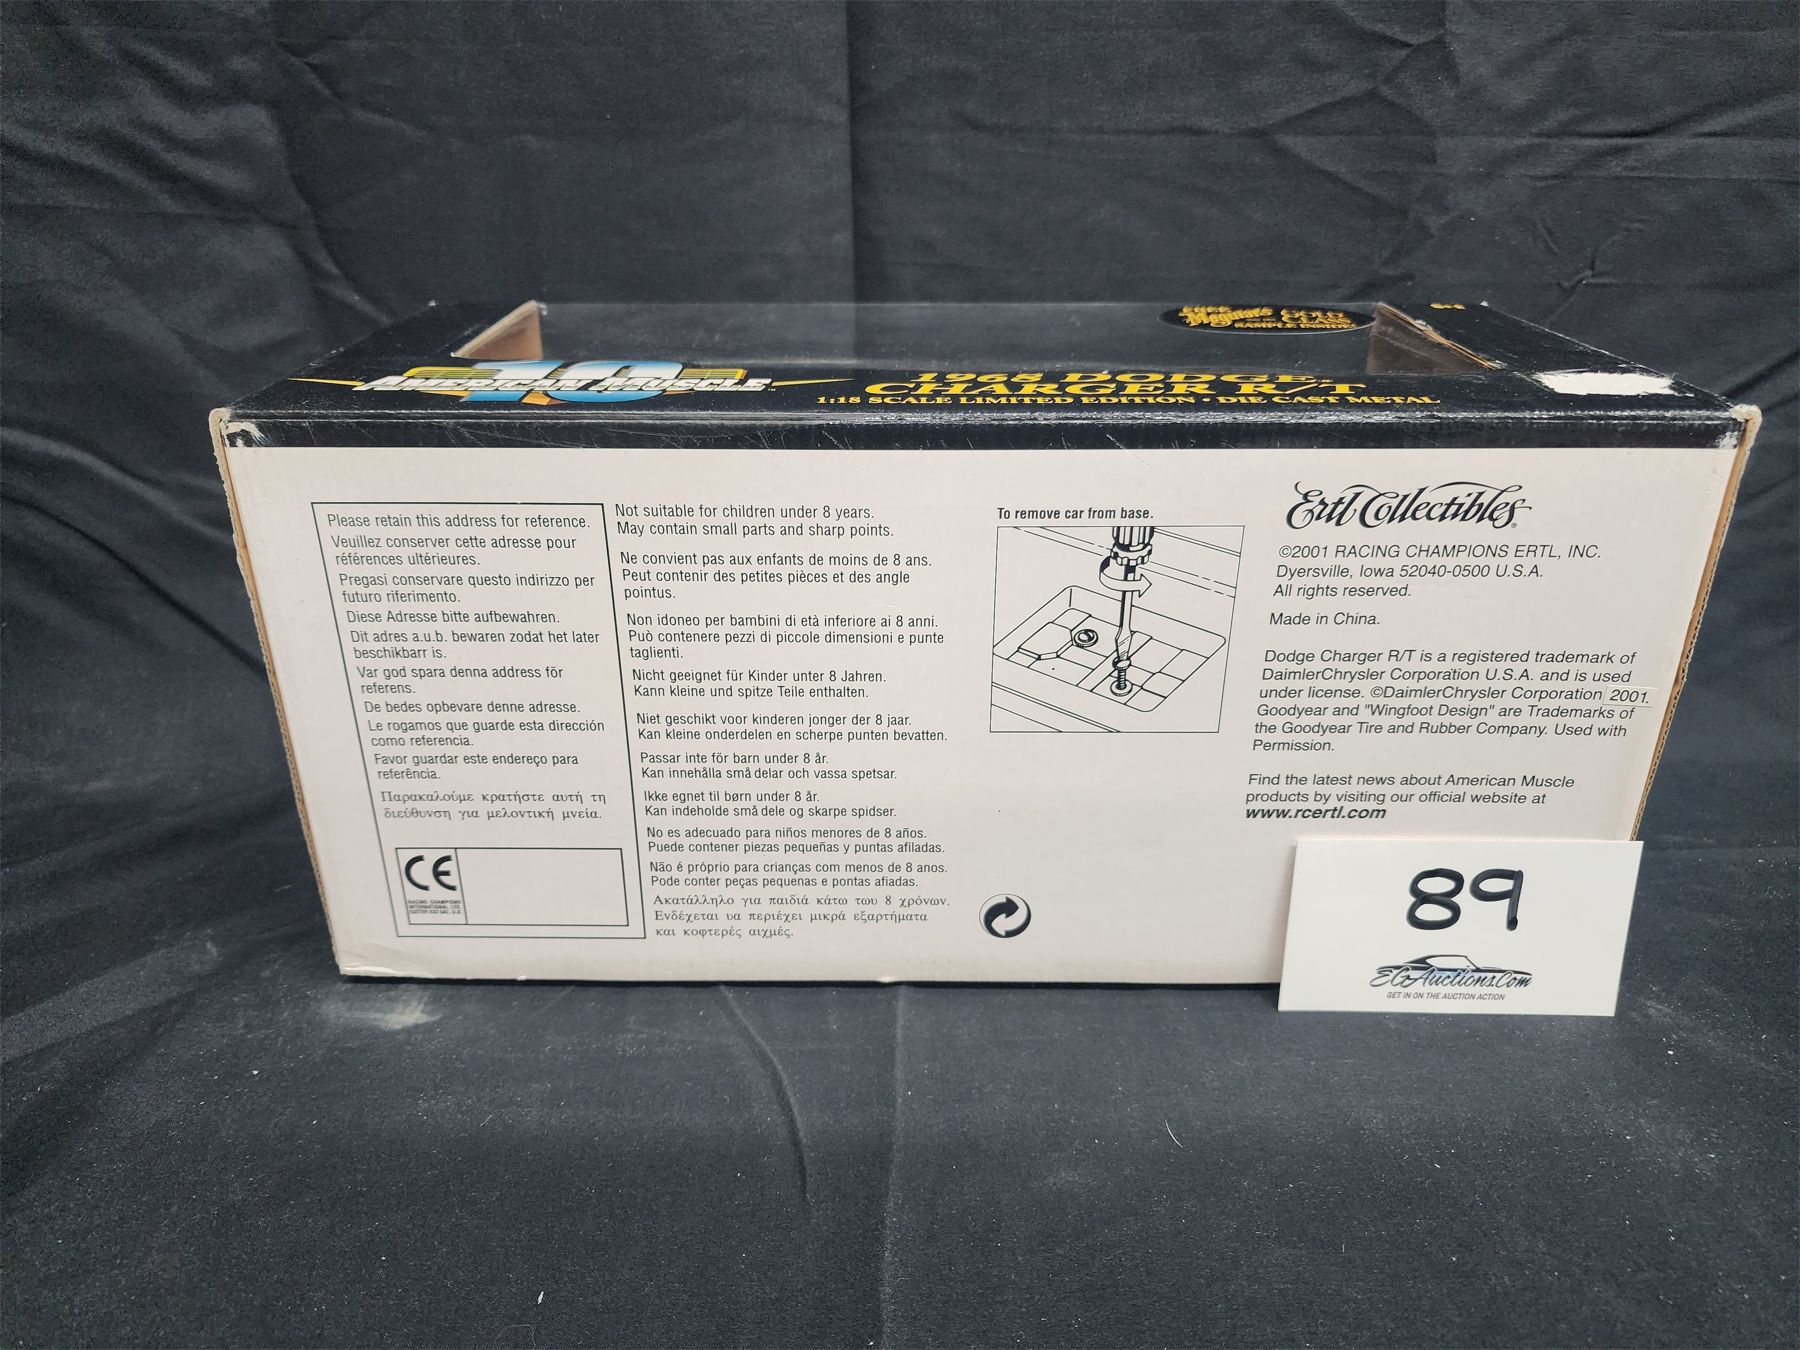 Free
Meguiar's
GOLD
CLASS
SAMPLE INSIDE!
10
AMERICAN MUSCLE
1968 DODGE
CHARGER R/T
1:18 SCALE LIMITED EDITION • DIE CAST METAL
Please retain this address for reference.
Veuillez conserver cette adresse pour
références ultérieures.
Pregasi conservare questo indirizzo per
futuro riferimento.
Diese Adresse bitte aufbewahren.
Dit adres a.u.b. bewaren zodat het later
beschikbarr is.
Var god spara denna address för
referens.
De bedes opbevare denne adresse.
Le rogamos que guarde esta dirección
como referencia.
Favor guardar este endereço para
referência.
Παρακαλούμε κρατήστε αυτή τη
διεύθυνση για μελοντική μνεία.
CE
RACING CHAMPIONS
INTERNATIONAL LTD.
Not suitable for children under 8 years.
May contain small parts and sharp points.
Ne convient pas aux enfants de moins de 8 ans.
Peut contenir des petites pièces et des angle
pointus.
Non idoneo per bambini di età inferiore ai 8 anni.
Può contenere pezzi di piccole dimensioni e punte
taglienti.
Nicht geeignet für Kinder unter 8 Jahren.
Kann kleine und spitze Teile enthalten.
Niet geschikt voor kinderen jonger der 8 jaar.
Kan kleine onderdelen en scherpe punten bevatten.
Passar inte för barn under 8 år.
Kan innehålla små delar och vassa spetsar.
Ikke egnet til børn under 8 år.
Kan indeholde små dele og skarpe spidser.
No es adecuado para niños menores de 8 años.
Puede contener piezas pequeñas y puntas afiladas.
Não é próprio para crianças com menos de 8 anos.
Pode conter peças pequenas e pontas afiadas.
Ακατάλληλο για παιδιά κάτω του 8 χρόνων.
Ενδέχεται υα περιέχει μικρά εξαρτήματα
και κοφτερές αιχμές.
To remove car from base.
Ertl Collectibles®
©2001 RACING CHAMPIONS ERTL, INC.
Dyersville, Iowa 52040-0500 U.S.A.
All rights reserved.
Made in China.
Dodge Charger R/T is a registered trademark of
DaimlerChrysler Corporation U.S.A. and is used
under license. ©DaimlerChrysler Corporation 2001.
Goodyear and "Wingfoot Design" are Trademarks of
the Goodyear Tire and Rubber Company. Used with
Permission.
Find the latest news about American Muscle
products by visiting our official website at
www.rcertl.com
89
EGAuctions.Com
GET IN ON THE AUCTION ACTION